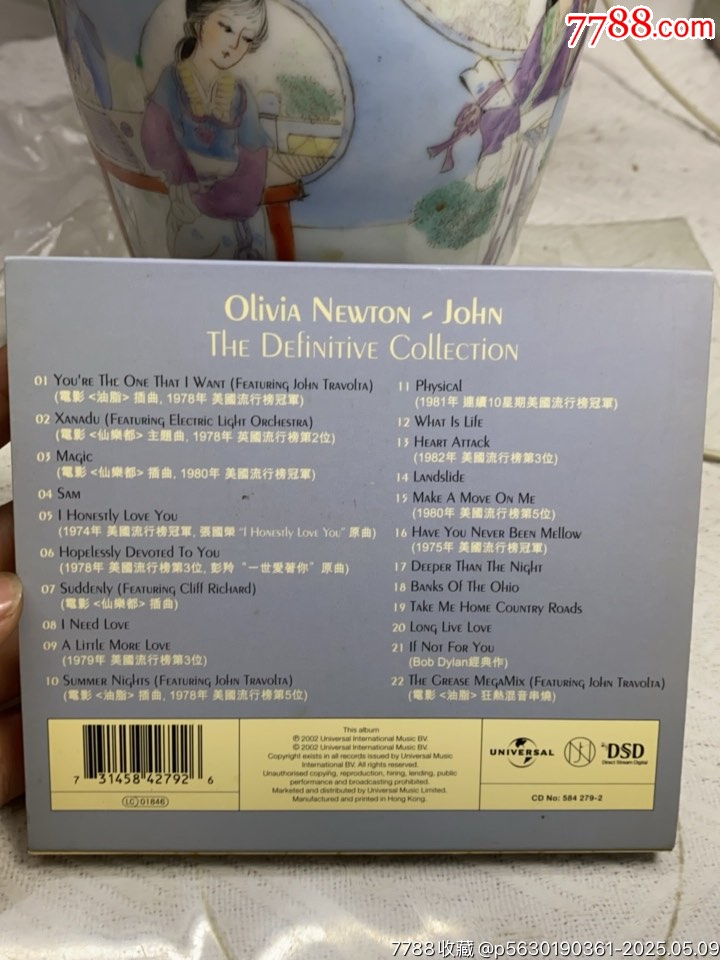 7788.com
Olivia Newton - John
The Definitive Collection
01 You're The One That I Want (Featuring John Travolta)
(電影 <油脂> 插曲, 1978年 美國流行榜冠軍)
02 Xanadu (Featuring Electric Light Orchestra)
(電影 <仙樂都> 主題曲, 1978年 美國流行榜第2位)
03 Magic
(電影 <仙樂都> 插曲, 1980年 美國流行榜冠軍)
04 Sam
05 I Honestly Love You
(1974年 美國流行榜冠軍, 張國榮 "I Honestly Love You" 原曲)
06 Hopelessly Devoted To You
(1978年 美國流行榜第3位, 彭羚 "一世愛著你" 原曲)
07 Suddenly (Featuring Cliff Richard)
(電影 <仙樂都> 插曲)
08 I Need Love
09 A Little More Love
(1979年 美國流行榜第3位)
10 Summer Nights (Featuring John Travolta)
(電影 <油脂> 插曲, 1978年 美國流行榜第5位)
11 Physical
(1981年 連續10星期美國流行榜冠軍)
12 What Is Life
13 Heart Attack
(1982年 美國流行榜第3位)
14 Landslide
15 Make A Move On Me
(1980年 美國流行榜第5位)
16 Have You Never Been Mellow
(1975年 美國流行榜冠軍)
17 Deeper Than The Night
18 Banks Of The Ohio
19 Take Me Home Country Roads
20 Long Live Love
21 If Not For You
(Bob Dylan經典作)
22 The Grease MegaMix (Featuring John Travolta)
(電影 <油脂> 狂熱混音串燒)
7 31458 42792 6
LC 01846
This album
℗ 2002 Universal International Music BV.
© 2002 Universal International Music BV.
Copyright exists in all records issued by Universal Music
International BV. All rights reserved.
Unauthorised copying, reproduction, hiring, lending, public
performance and broadcasting prohibited.
Marketed and distributed by Universal Music Limited.
Manufactured and printed in Hong Kong.
UNIVERSAL
DSD
Direct Stream Digital
CD No: 584 279-2
7788收藏 @p5630190361-2025.05.09